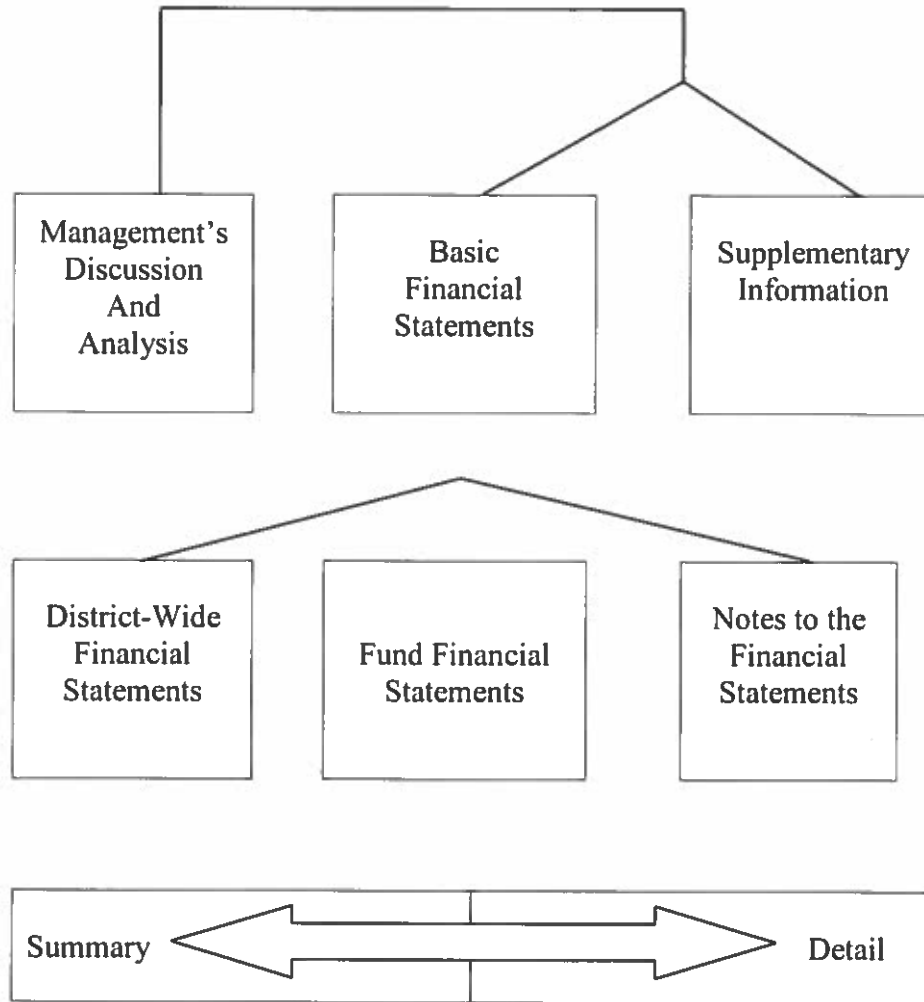 Management's
Discussion
And
Analysis
Basic
Financial
Statements
Supplementary
Information
District-Wide
Financial
Statements
Fund Financial
Statements
Notes to the
Financial
Statements
Summary
Detail